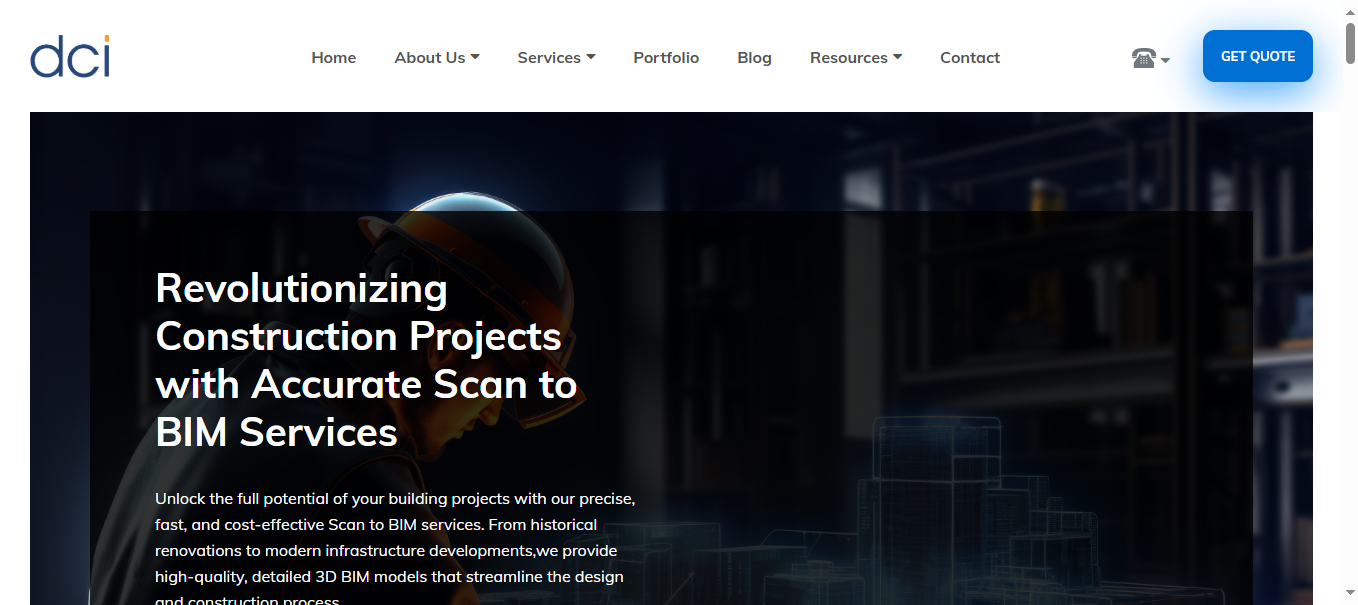 dci
Home About Us Services Portfolio Blog Resources Contact GET QUOTE
Revolutionizing
Construction Projects
with Accurate Scan to
BIM Services
Unlock the full potential of your building projects with our precise,
fast, and cost-effective Scan to BIM services. From historical
renovations to modern infrastructure developments,we provide
high-quality, detailed 3D BIM models that streamline the design
and construction process.